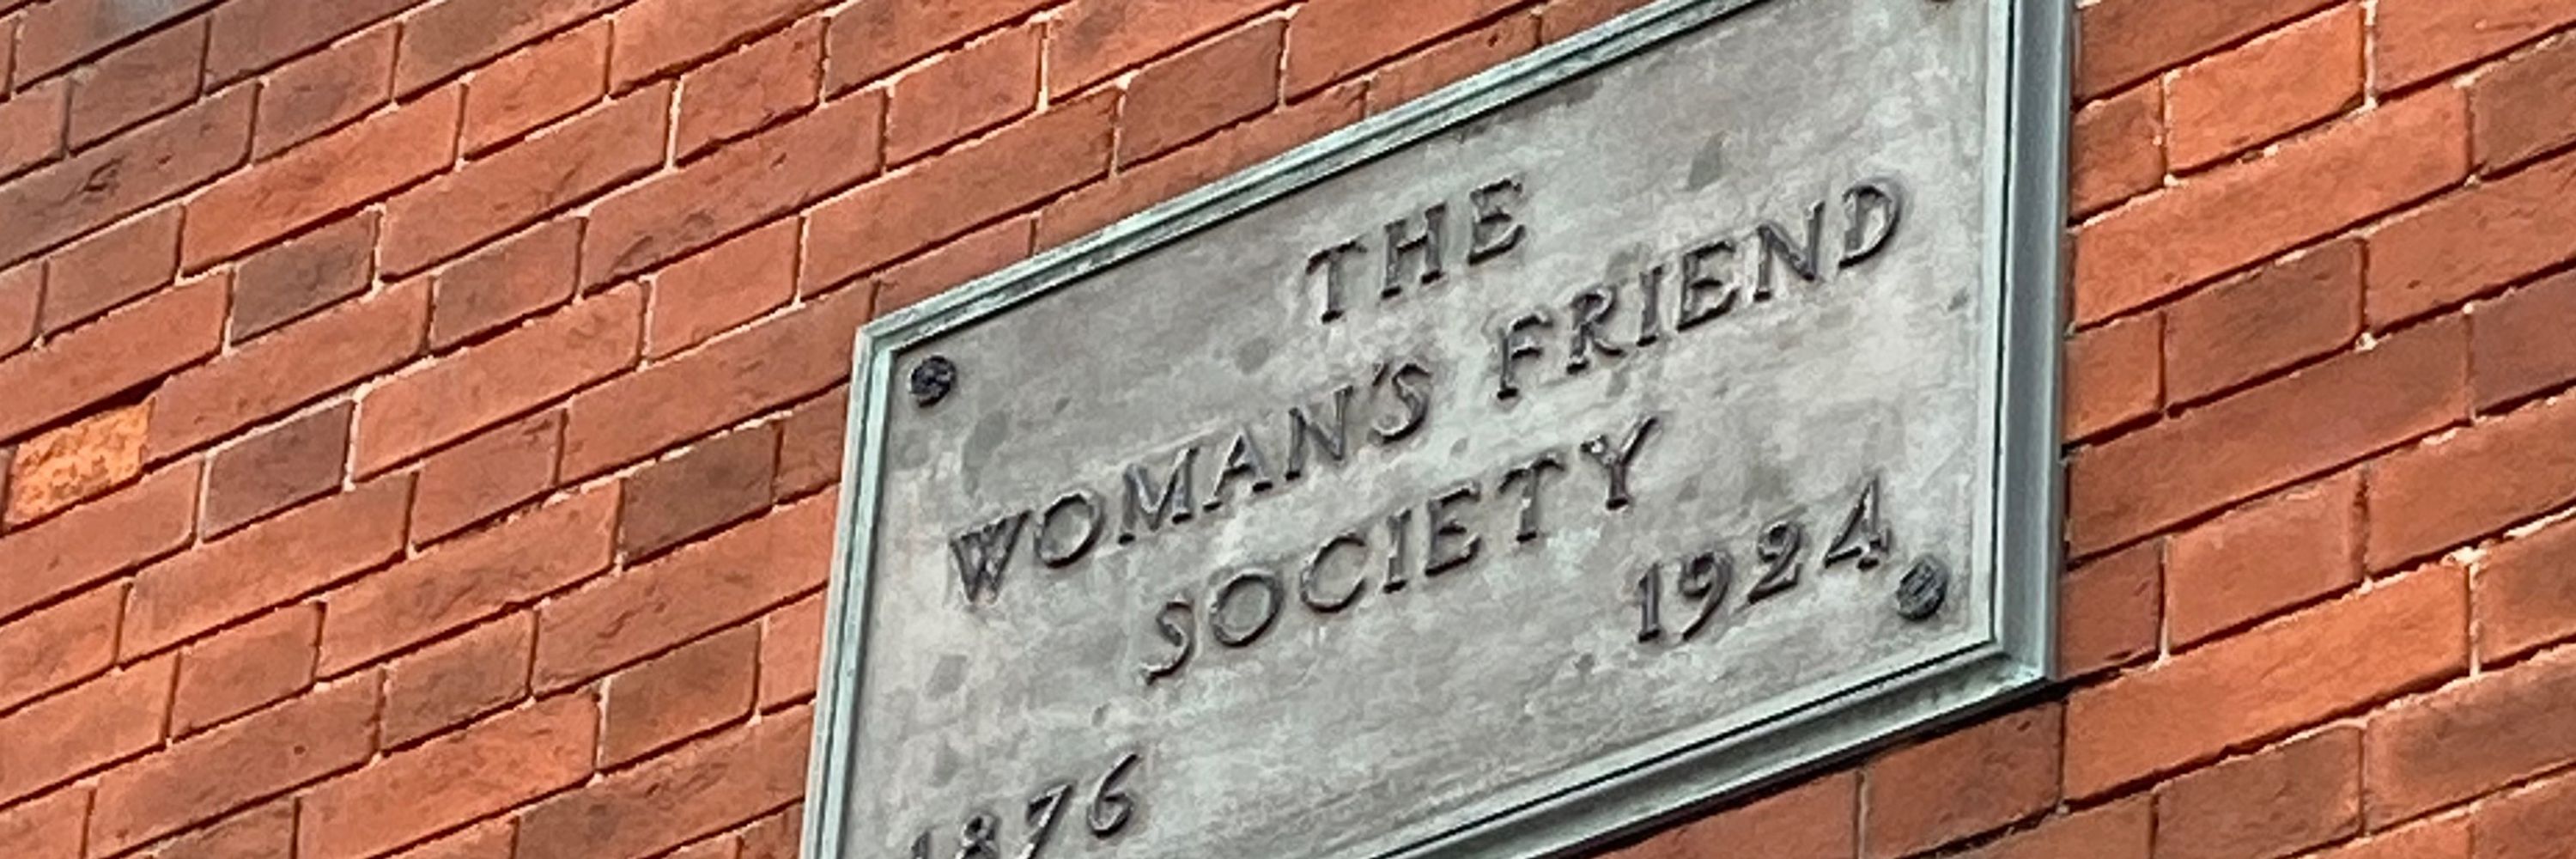 THE
WOMAN'S FRIEND
SOCIETY
1876 1924